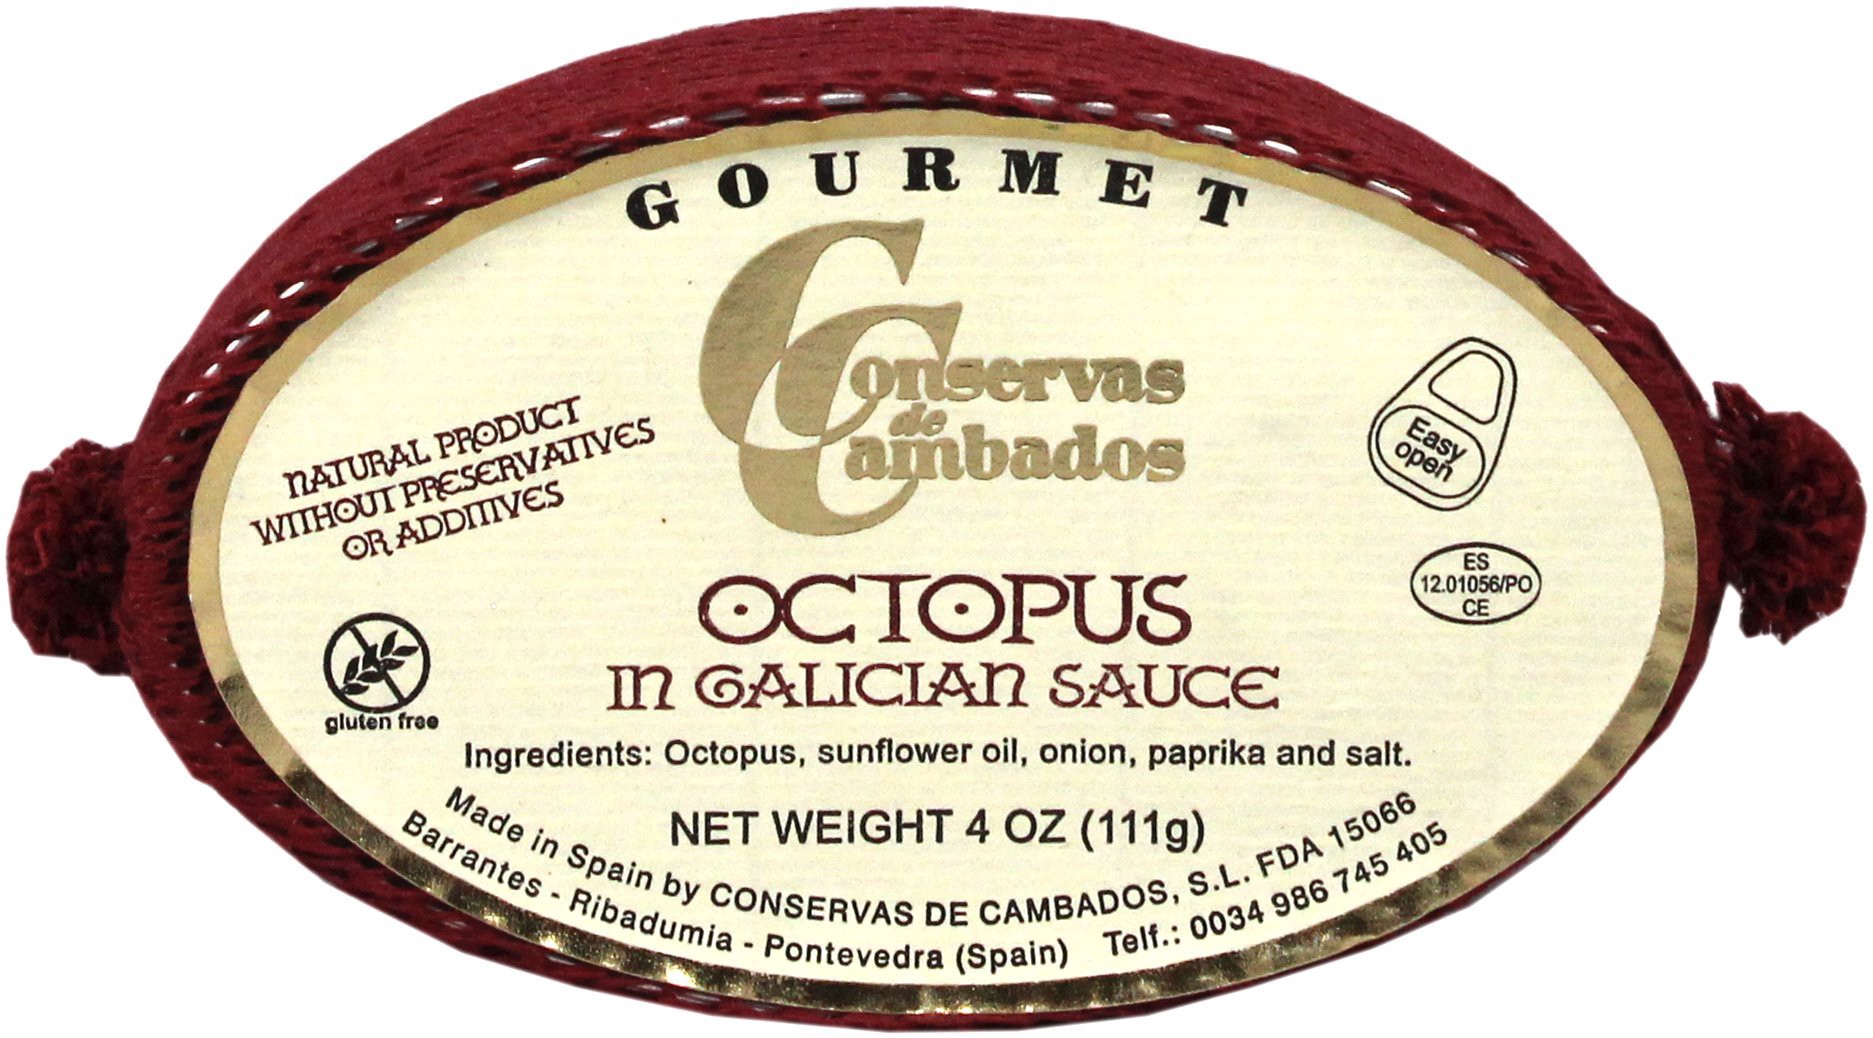 GOURMET
Conservas
de
Cambados
NATURAL PRODUCT
WITHOUT PRESERVATIVES
OR ADDITIVES
Easy
open
ES
12.01056/PO
CE
OCTOPUS
IN GALICIAN SAUCE
gluten free
Ingredients: Octopus, sunflower oil, onion, paprika and salt.
NET WEIGHT 4 OZ (111g)
Made in Spain by CONSERVAS DE CAMBADOS, S.L. FDA 15066
Barrantes - Ribadumia - Pontevedra (Spain) Telf.: 0034 986 745 405